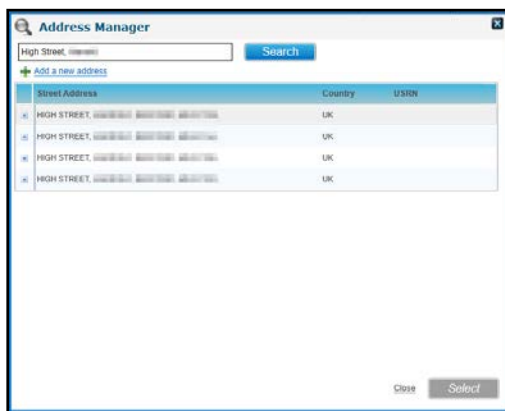 Address Manager
High Street,
Search
Add a new address
Street Address Country USRN
HIGH STREET, UK
HIGH STREET, UK
HIGH STREET, UK
HIGH STREET, UK
Close Select